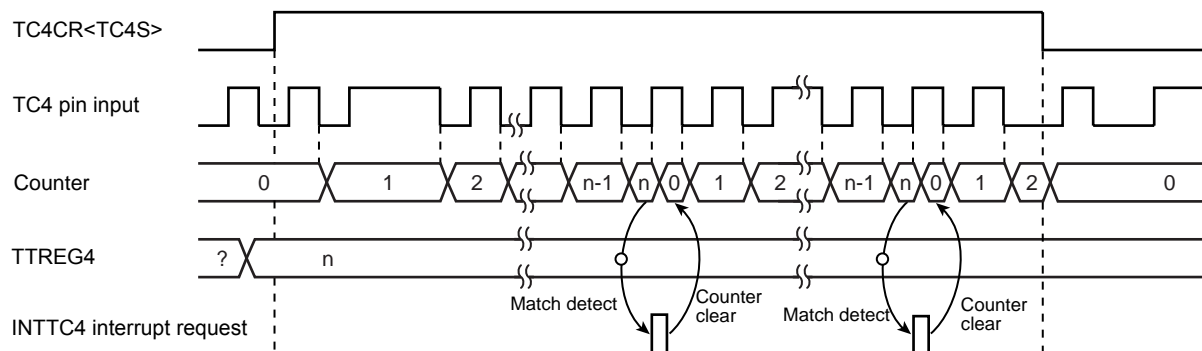 TC4CR<TC4S>
TC4 pin input
Counter 0 1 2 n-1 n 0 1 2 n-1 n 0 1 2 0
TTREG4 ? n
Match detect Counter clear Match detect Counter clear
INTTC4 interrupt request